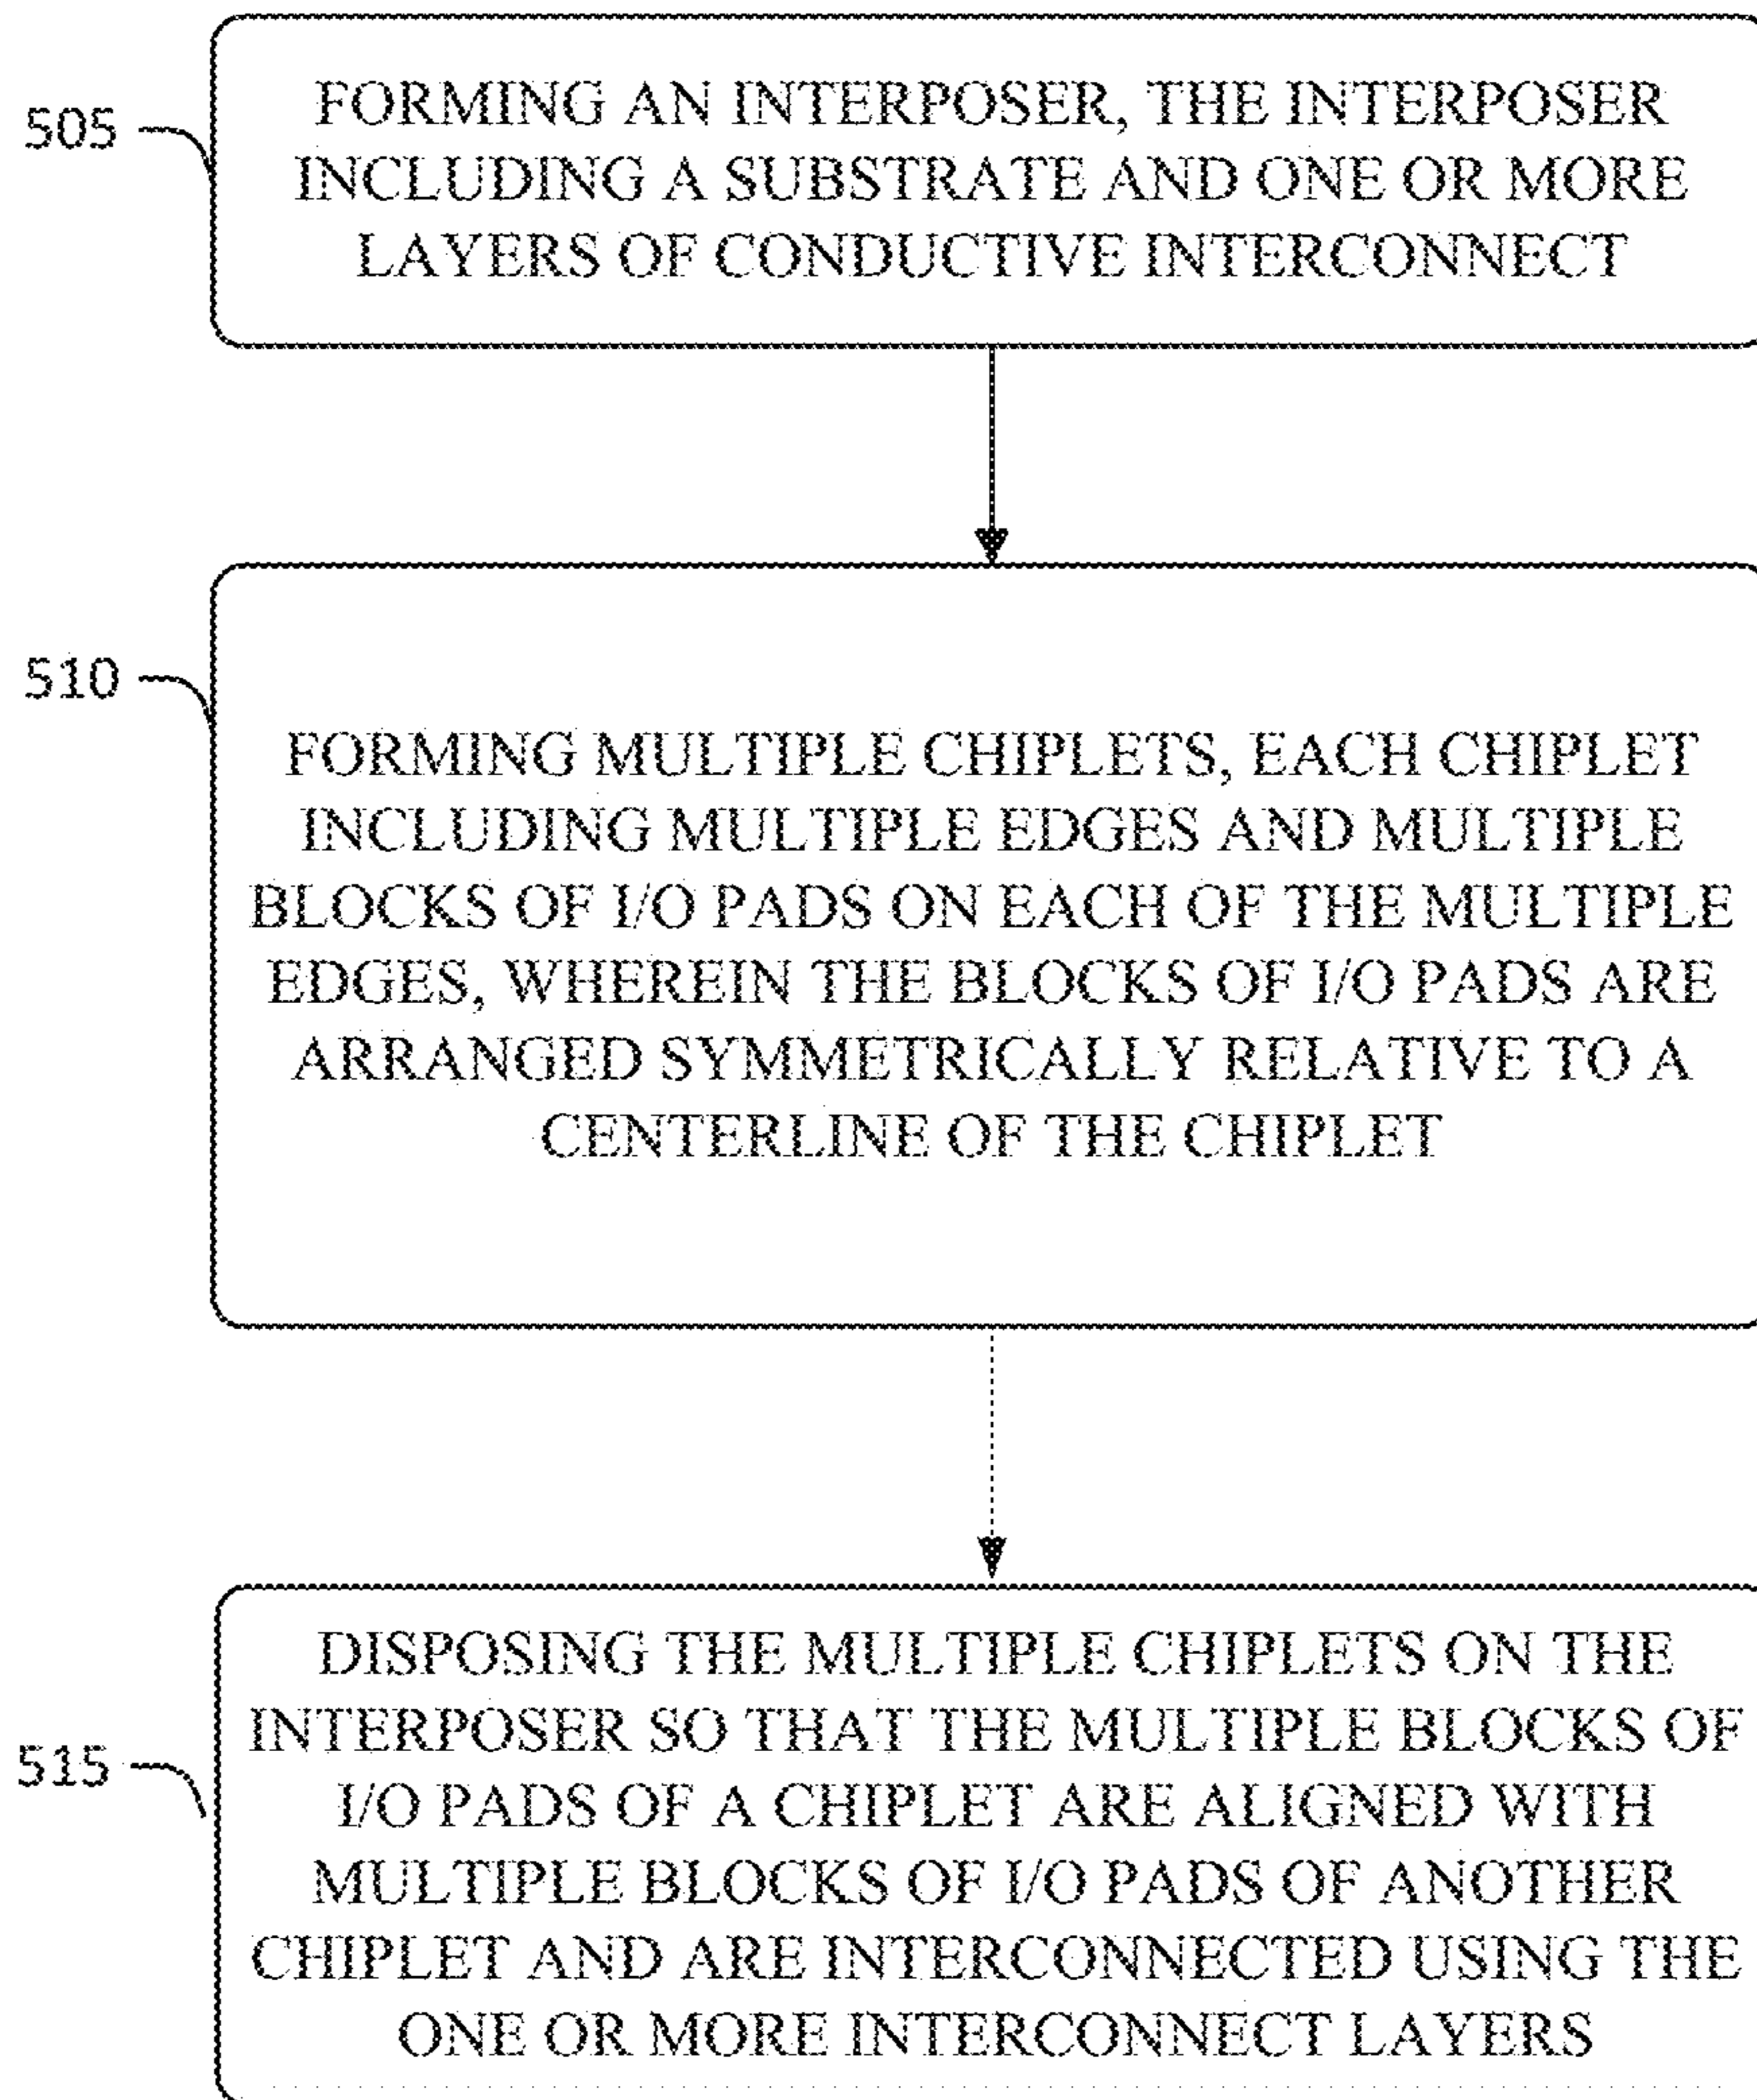 505
FORMING AN INTERPOSER, THE INTERPOSER
INCLUDING A SUBSTRATE AND ONE OR MORE
LAYERS OF CONDUCTIVE INTERCONNECT
510
FORMING MULTIPLE CHIPLETS, EACH CHIPLET
INCLUDING MULTIPLE EDGES AND MULTIPLE
BLOCKS OF I/O PADS ON EACH OF THE MULTIPLE
EDGES, WHEREIN THE BLOCKS OF I/O PADS ARE
ARRANGED SYMMETRICALLY RELATIVE TO A
CENTERLINE OF THE CHIPLET
515
DISPOSING THE MULTIPLE CHIPLETS ON THE
INTERPOSER SO THAT THE MULTIPLE BLOCKS OF
I/O PADS OF A CHIPLET ARE ALIGNED WITH
MULTIPLE BLOCKS OF I/O PADS OF ANOTHER
CHIPLET AND ARE INTERCONNECTED USING THE
ONE OR MORE INTERCONNECT LAYERS